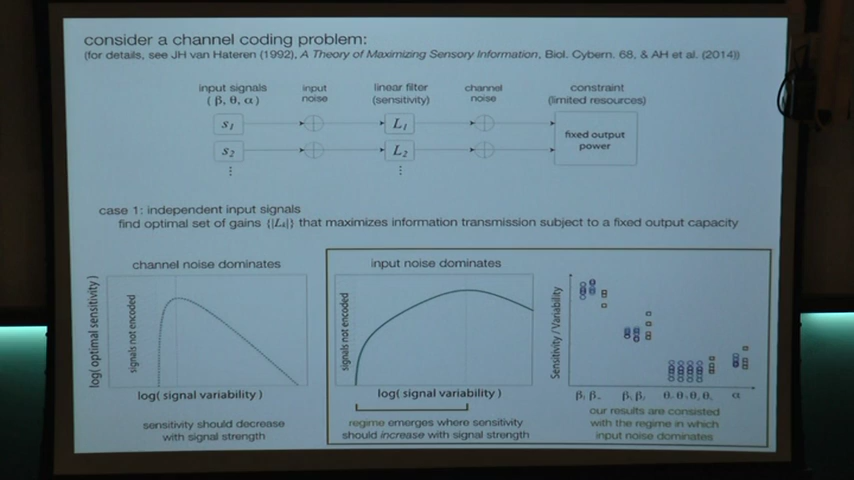 consider a channel coding problem:
(for details, see JH van Hateren (1992), A Theory of Maximizing Sensory Information, Biol. Cybern. 68, & AH et al. (2014))
input signals
( β, θ, α )
input
noise
linear filter
(sensitivity)
channel
noise
constraint
(limited resources)
s1
L1
s2
L2
fixed output
power
case 1: independent input signals
find optimal set of gains that maximizes information transmission subject to a fixed output capacity
channel noise dominates
log( optimal sensitivity )
signals not encoded
log( signal variability )
sensitivity should decrease
with signal strength
input noise dominates
signals not encoded
log( signal variability )
regime emerges where sensitivity
should increase with signal strength
Sensitivity / Variability
α
our results are consisted
with the regime in which
input noise dominates